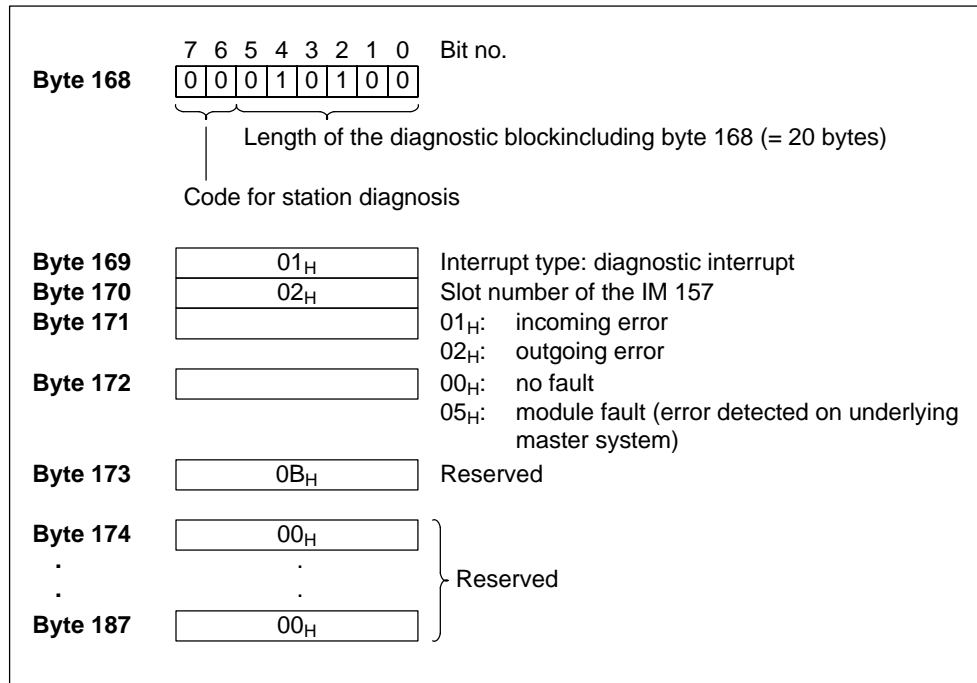 7 6 5 4 3 2 1 0 Bit no.
Byte 168 0 0 0 1 0 1 0 0
Length of the diagnostic blockincluding byte 168 (= 20 bytes)
Code for station diagnosis
Byte 169 01H Interrupt type: diagnostic interrupt
Byte 170 02H Slot number of the IM 157
Byte 171 01H: incoming error
02H: outgoing error
Byte 172 00H: no fault
05H: module fault (error detected on underlying
master system)
Byte 173 0BH Reserved
Byte 174 00H
. .
Reserved
. .
Byte 187 00H